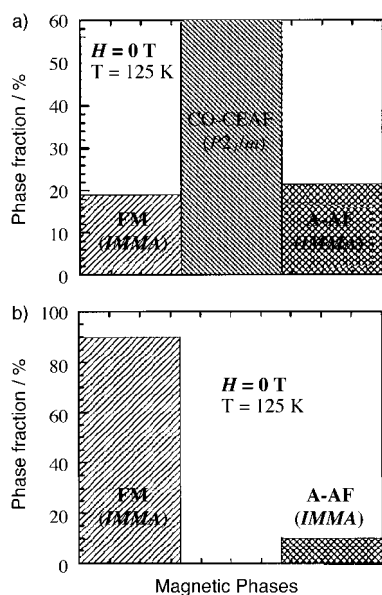 a)
Phase fraction / %
60
50
40
30
20
10
0
H = 0 T
T = 125 K
FM
(IMMA)
CO-CEAF
(P2₁/m)
A-AF
(IMMA)
b)
Phase fraction / %
100
80
60
40
20
0
H = 0 T
T = 125 K
FM
(IMMA)
A-AF
(IMMA)
Magnetic Phases